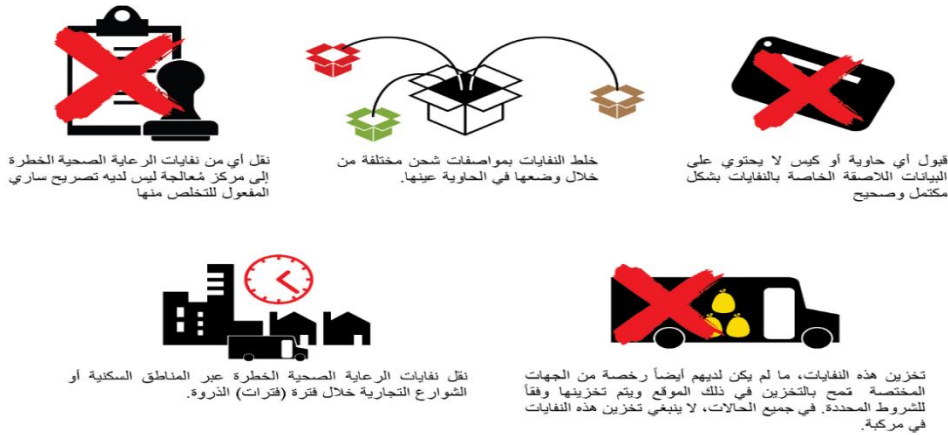 قبول أي حاوية أو كيس لا يحتوي على
البيانات اللاصقة الخاصة بالنفايات بشكل
مكتمل وصحيح
خلط النفايات بمواصفات شحن مختلفة من
خلال وضعها في الحاوية عينها.
نقل أي من نفايات الرعاية الصحية الخطرة
إلى مركز مُعالجة ليس لديه تصريح ساري
المفعول للتخلص منها
تخزين هذه النفايات، ما لم يكن لديهم أيضاً رخصة من الجهات
المختصة قمح بالتخزين في ذلك الموقع ويتم تخزينها وفقاً
للشروط المحددة. في جميع الحالات، لا ينبغي تخزين هذه النفايات
في مركبة.
نقل نفايات الرعاية الصحية الخطرة عبر المناطق السكنية أو
الشوارع التجارية خلال فترة (فترات) الذروة.